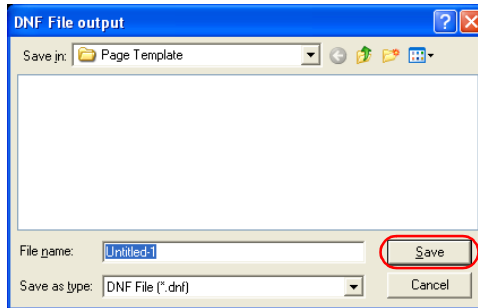 DNF File output
Save in: Page Template
File name: Untitled-1 Save
Save as type: DNF File (*.dnf) Cancel